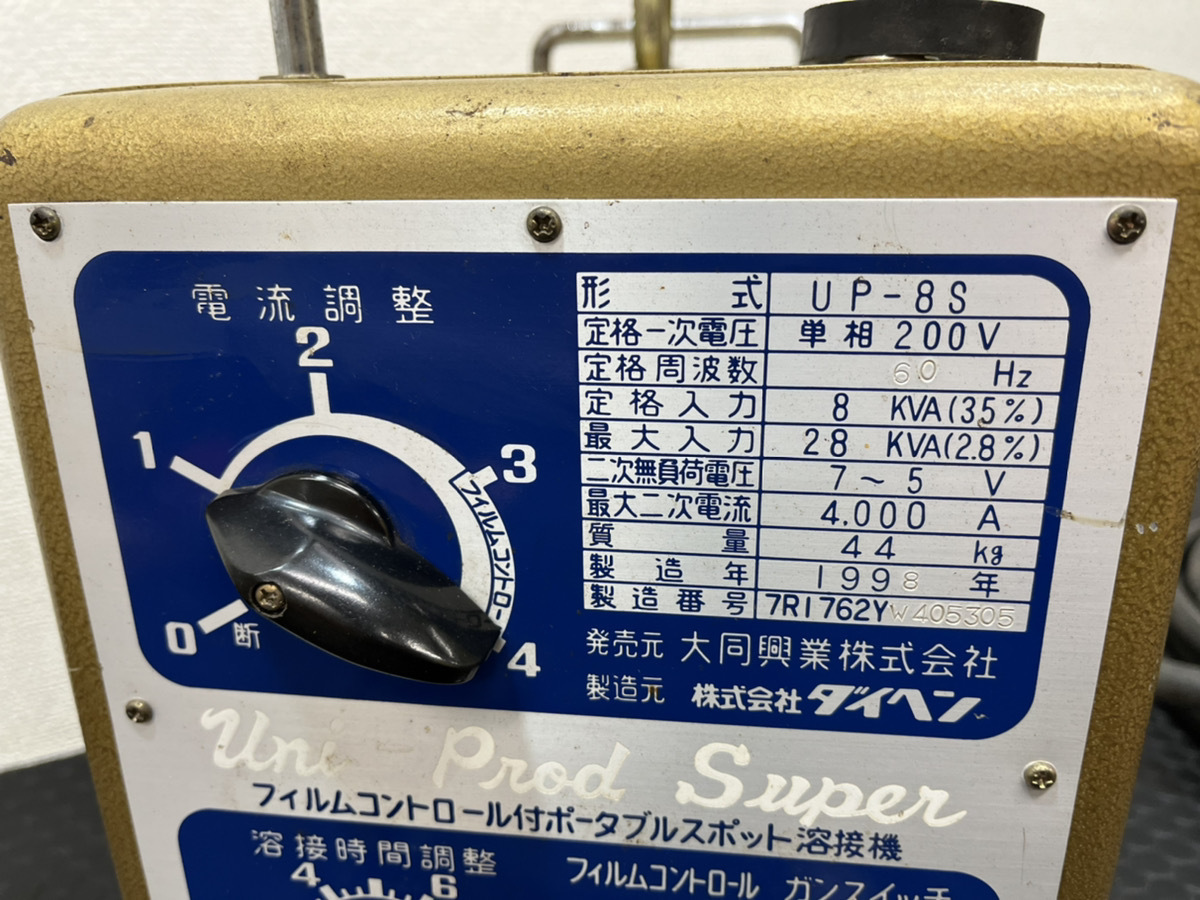 電流調整
0
1
2
3
4
断
フィルムコントロール
形式 UP-8S
定格一次電圧 単相200V
定格周波数 60 Hz
定格入力 8 KVA(35%)
最大入力 28 KVA(2.8%)
二次無負荷電圧 7~5 V
最大二次電流 4.000 A
質量 44 kg
製造年 1998年
製造番号 7R1762YW405305
発売元 大同興業株式会社
製造元 株式会社ダイヘン
Uni Prod Super
フィルムコントロール付ポータブルスポット溶接機
溶接時間調整
4 6
フィルムコントロール ガンスイッチ